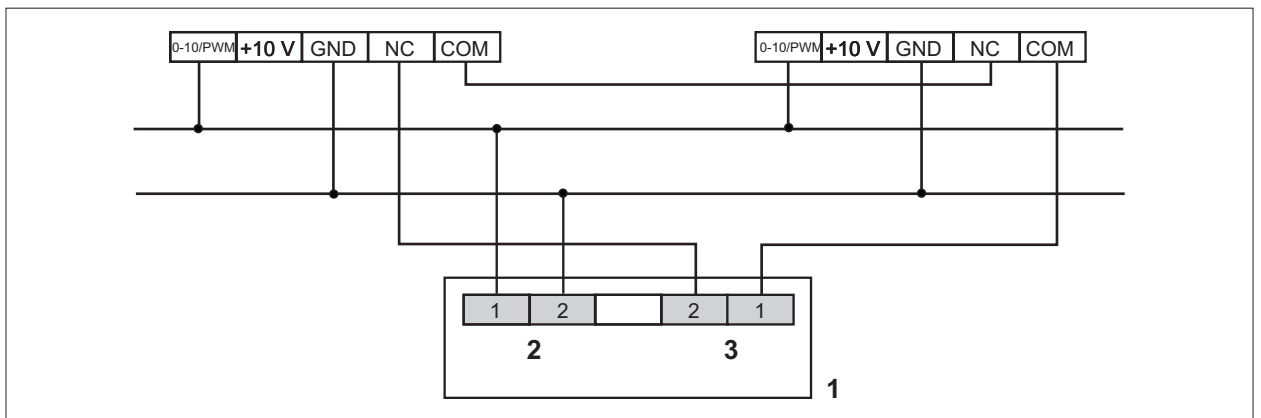 0-10/PWM +10 V GND NC COM
0-10/PWM +10 V GND NC COM
1 2 2 1
2 3
1